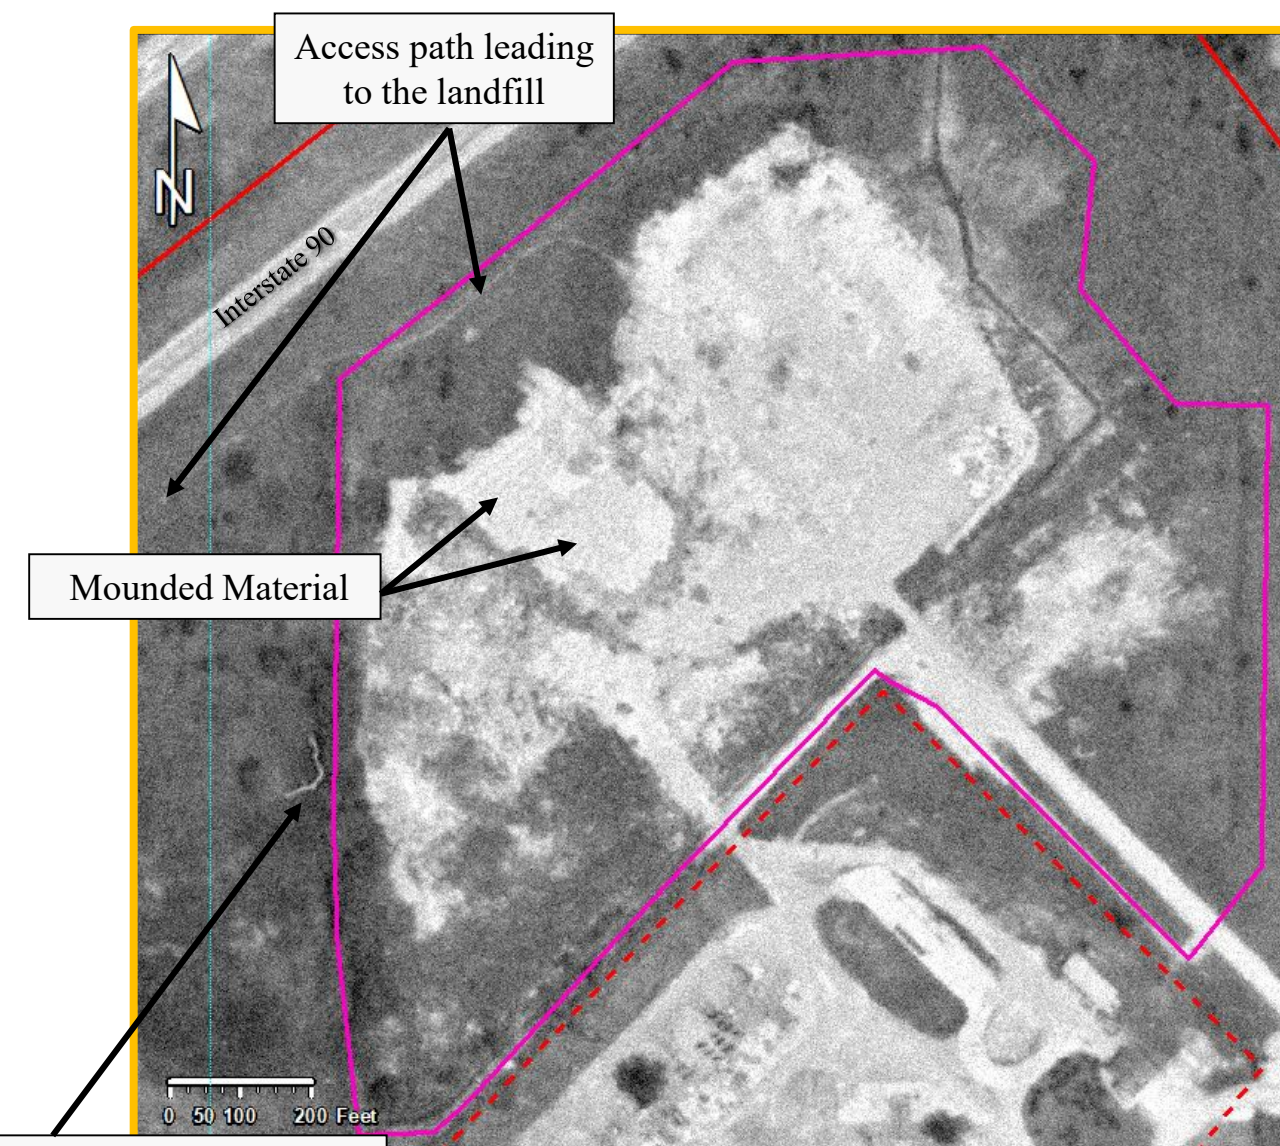 Access path leading
to the landfill
N
Interstate 90
Mounded Material
0 50 100 200 Feet